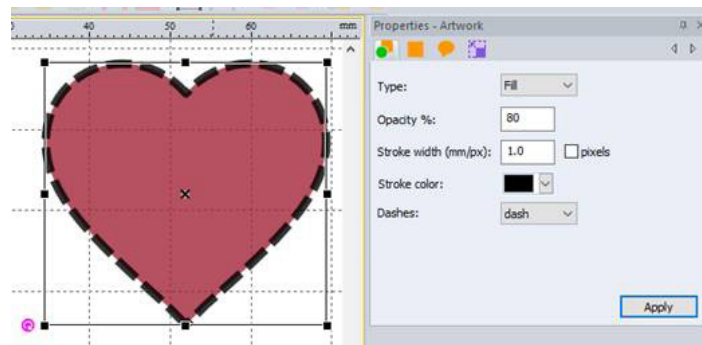 40 50 60 mm
Properties - Artwork
Type: Fill
Opacity %: 80
Stroke width (mm/px): 1.0 pixels
Stroke color:
Dashes: dash
Apply